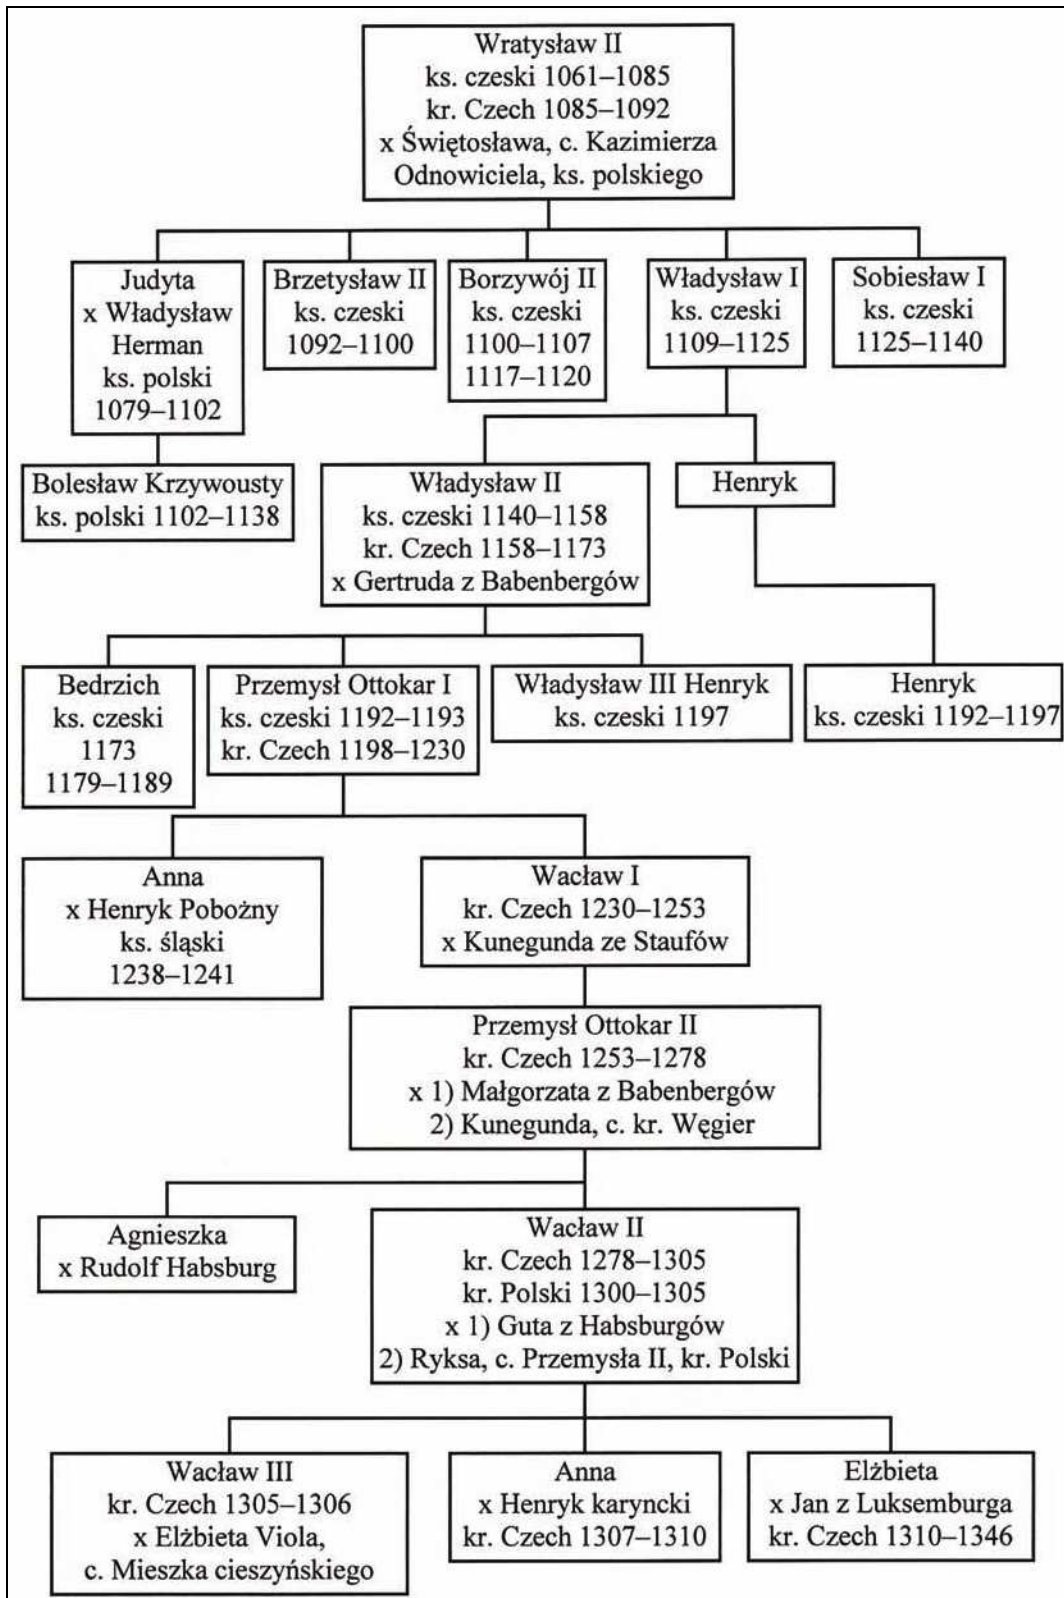 Wratysław II
ks. czeski 1061–1085
kr. Czech 1085–1092
x Świętosława, c. Kazimierza
Odnowiciela, ks. polskiego
Judyta
x Władysław
Herman
ks. polski
1079–1102
Brzetysław II
ks. czeski
1092–1100
Borzywój II
ks. czeski
1100–1107
1117–1120
Władysław I
ks. czeski
1109–1125
Sobiesław I
ks. czeski
1125–1140
Bolesław Krzywousty
ks. polski 1102–1138
Władysław II
ks. czeski 1140–1158
kr. Czech 1158–1173
x Gertruda z Babenbergów
Henryk
Bedrzich
ks. czeski
1173
1179–1189
Przemysł Ottokar I
ks. czeski 1192–1193
kr. Czech 1198–1230
Władysław III Henryk
ks. czeski 1197
Henryk
ks. czeski 1192–1197
Anna
x Henryk Pobożny
ks. śląski
1238–1241
Wacław I
kr. Czech 1230–1253
x Kunegunda ze Staufów
Przemysł Ottokar II
kr. Czech 1253–1278
x 1) Małgorzata z Babenbergów
2) Kunegunda, c. kr. Węgier
Agnieszka
x Rudolf Habsburg
Wacław II
kr. Czech 1278–1305
kr. Polski 1300–1305
x 1) Guta z Habsburgów
2) Ryksa, c. Przemysła II, kr. Polski
Wacław III
kr. Czech 1305–1306
x Elżbieta Viola,
c. Mieszka cieszyńskiego
Anna
x Henryk karyncki
kr. Czech 1307–1310
Elżbieta
x Jan z Luksemburga
kr. Czech 1310–1346